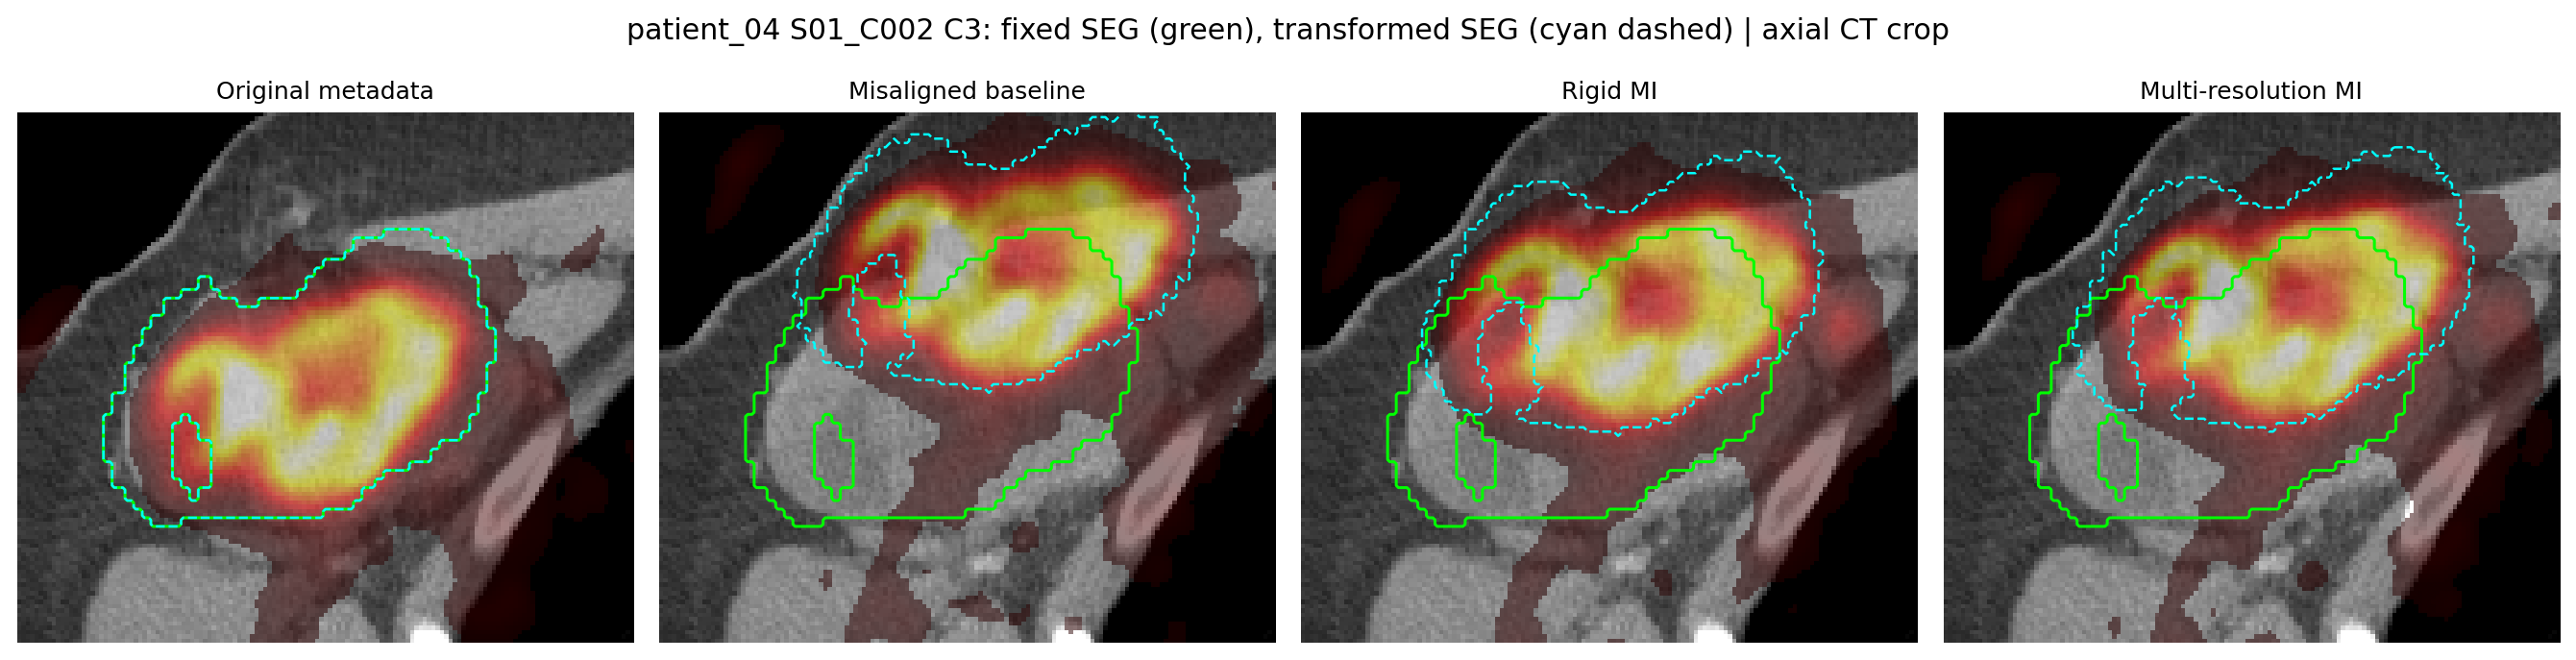 patient_04 S01_C002 C3: fixed SEG (green), transformed SEG (cyan dashed) | axial CT crop
Original metadata
Misaligned baseline
Rigid MI
Multi-resolution MI